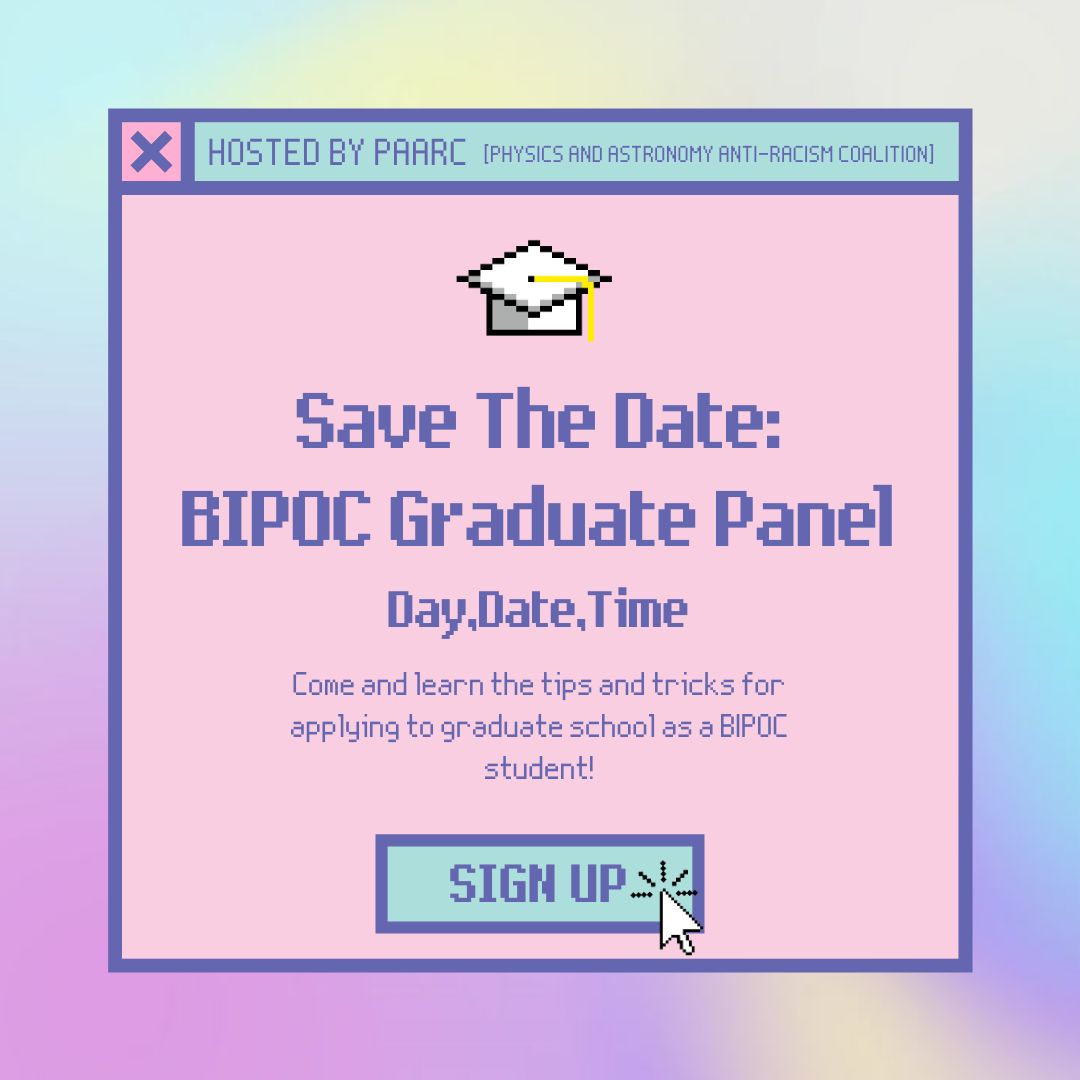 HOSTED BY PAARC [PHYSICS AND ASTRONOMY ANTI-RACISM COALITION]
Save The Date:
BIPOC Graduate Panel
Day,Date,Time
Come and learn the tips and tricks for
applying to graduate school as a BIPOC
student!
SIGN UP